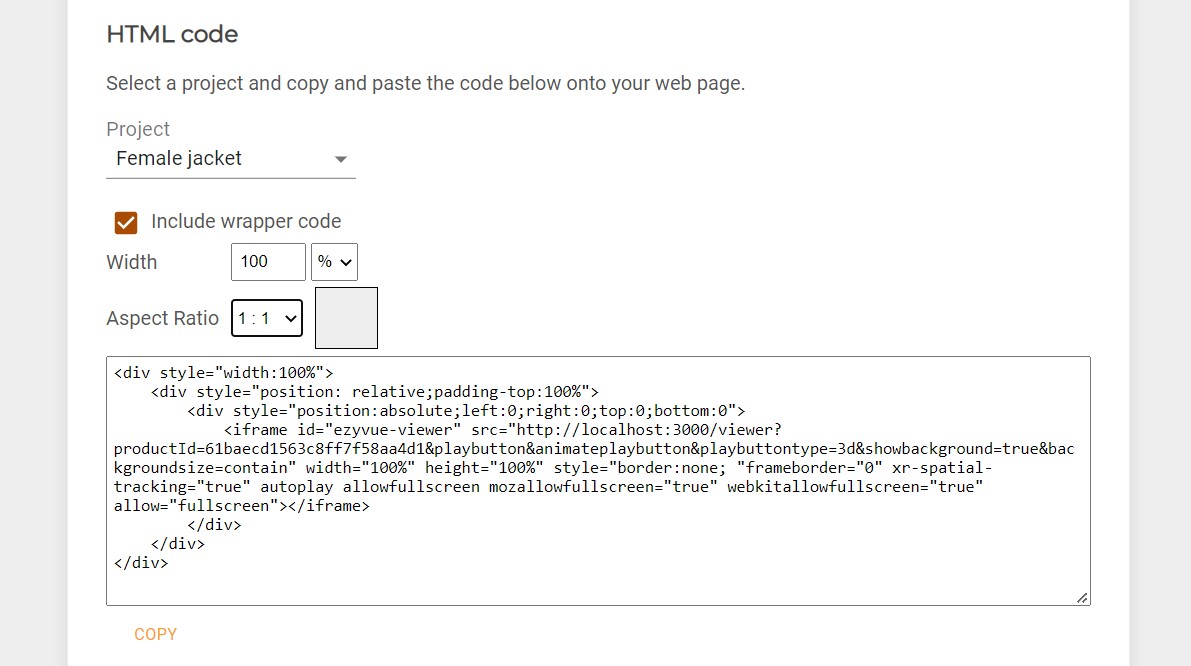 HTML code
Select a project and copy and paste the code below onto your web page.
Project
Female jacket
Include wrapper code
Width 100 %
Aspect Ratio 1 : 1
<div style="width:100%">
    <div style="position: relative;padding-top:100%">
        <div style="position:absolute;left:0;right:0;top:0;bottom:0">
            <iframe id="ezyvue-viewer" src="http://localhost:3000/viewer?
productId=61baecd1563c8ff7f58aa4d1&playbutton&animateplaybutton&playbuttontype=3d&showbackground=true&bac
kgroundsize=contain" width="100%" height="100%" style="border:none; "frameborder="0" xr-spatial-
tracking="true" autoplay allowfullscreen mozallowfullscreen="true" webkitallowfullscreen="true"
allow="fullscreen"></iframe>
        </div>
    </div>
</div>
COPY